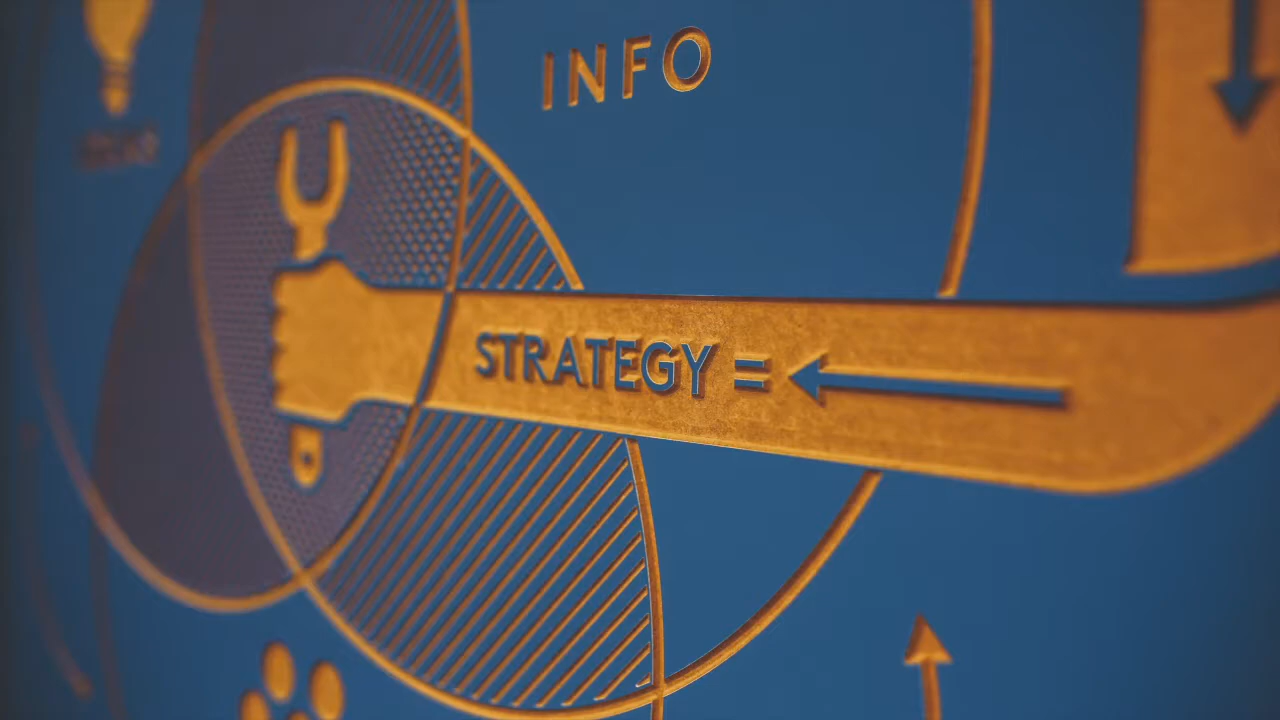 INFO
STRATEGY =